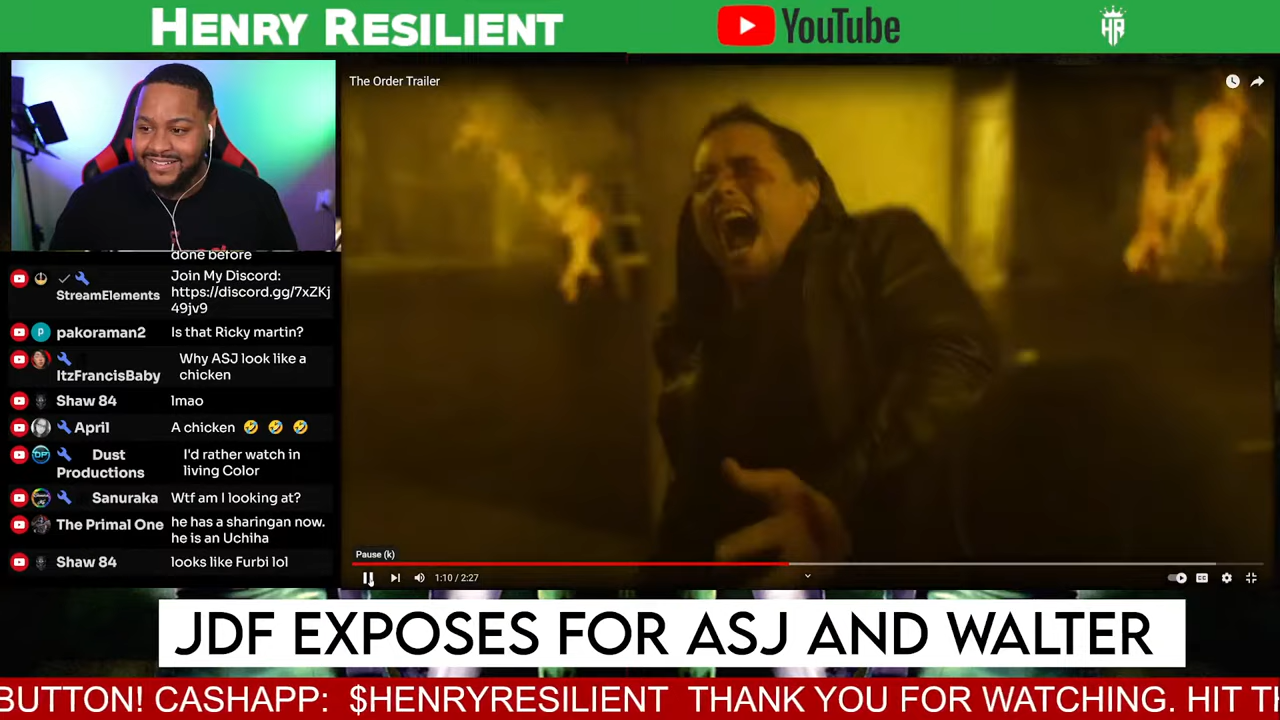 HENRY RESILIENT
YouTube
HR
The Order Trailer
done before
StreamElements
Join My Discord:
https://discord.gg/7xZKj
49jv9
pakoraman2 Is that Ricky martin?
ItzFrancisBaby
Why ASJ look like a
chicken
Shaw 84 lmao
April A chicken 🤣 🤣 🤣
Dust
Productions
I'd rather watch in
living Color
Sanuraka Wtf am I looking at?
The Primal One
he has a sharingan now.
he is an Uchiha
Shaw 84 looks like Furbi lol
Pause (k)
1:10 / 2:27
JDF EXPOSES FOR ASJ AND WALTER
BUTTON! CASHAPP: $HENRYRESILIENT THANK YOU FOR WATCHING. HIT TH